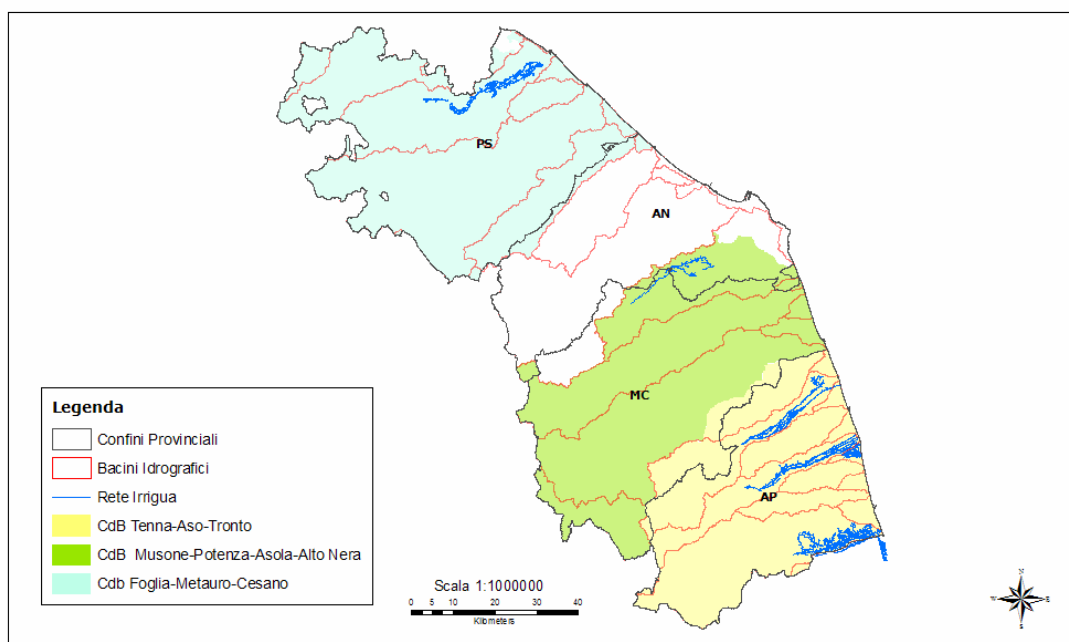 PS
AN
MC
AP
Legenda
Confini Provinciali
Bacini Idrografici
Rete Irrigua
CdB Tenna-Aso-Tronto
CdB Musone-Potenza-Asola-Alto Nera
Cdb Foglia-Metauro-Cesano
Scala 1:1000000
0 5 10 20 30 40
Kilometers
N
W E
S